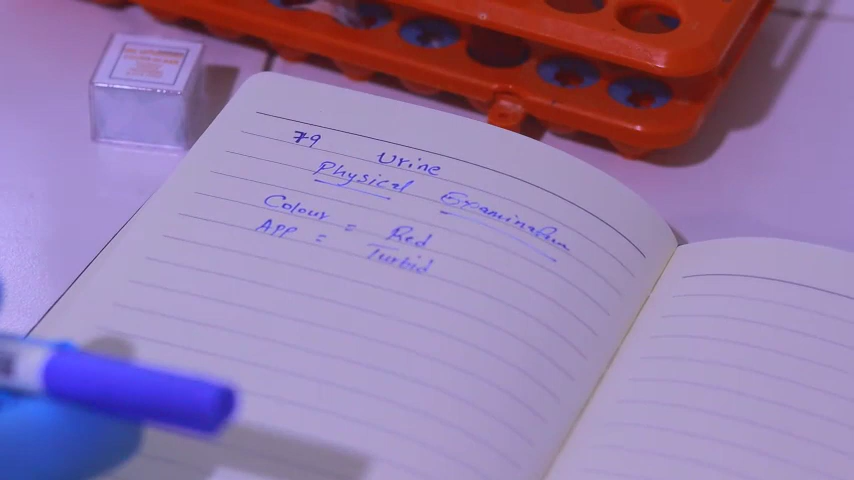 79 Urine
Physical Examination
Colour = Red
App = Turbid